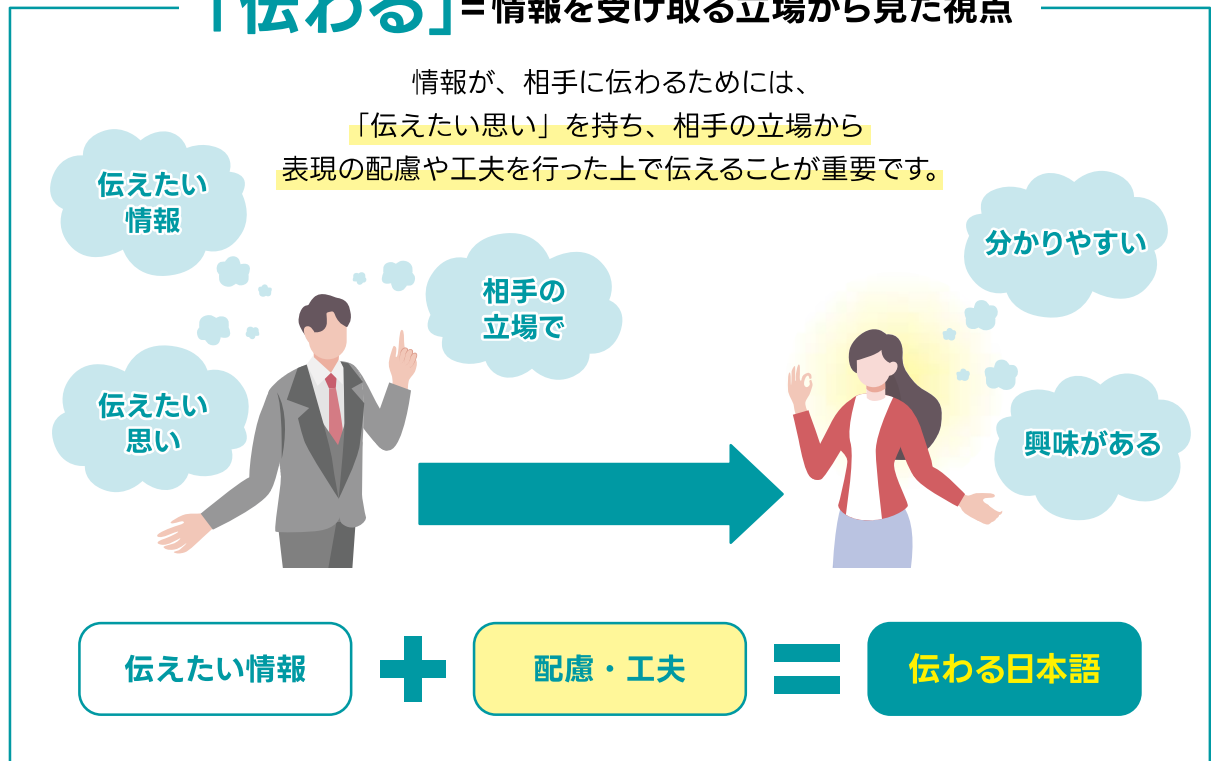 「伝わる」=情報を受け取る立場から見た視点
情報が、相手に伝わるためには、
「伝えたい思い」を持ち、相手の立場から
表現の配慮や工夫を行った上で伝えることが重要です。
伝えたい
情報
相手の
立場で
伝えたい
思い
分かりやすい
興味がある
伝えたい情報
配慮・工夫
伝わる日本語